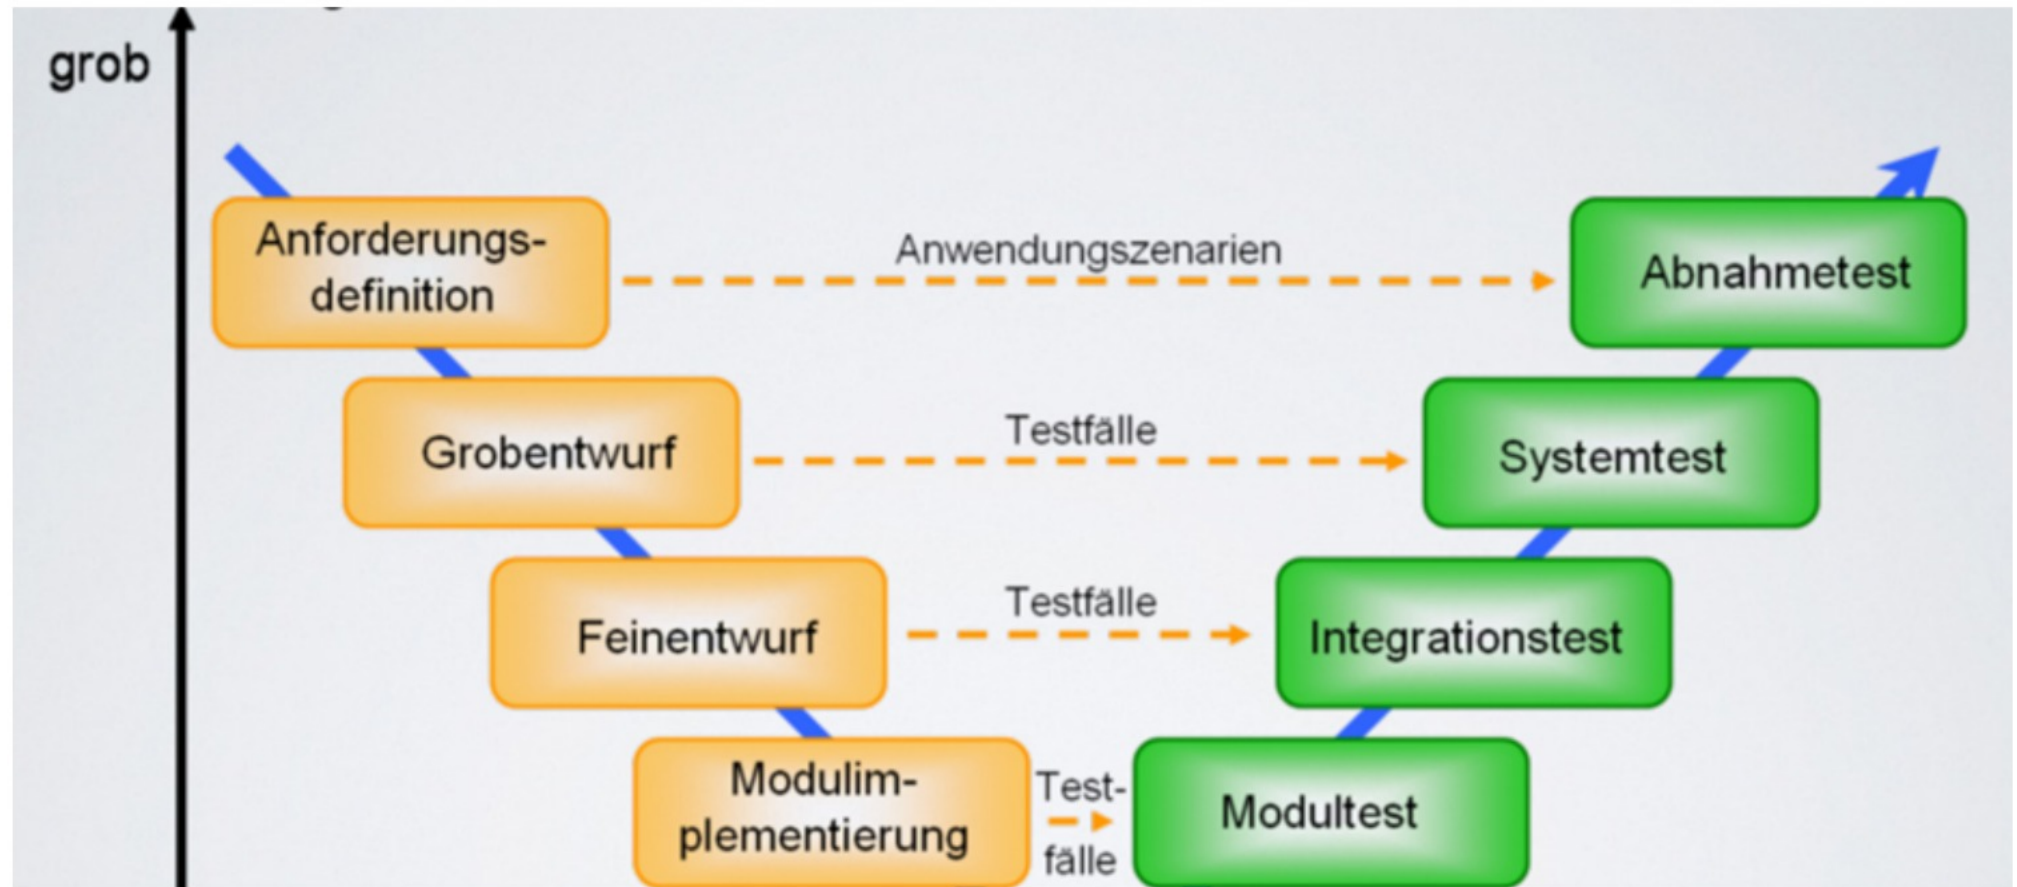 grob
Anforderungs-
definition
Anwendungszenarien
Abnahmetest
Grobentwurf
Testfälle
Systemtest
Feinentwurf
Testfälle
Integrationstest
Modulim-
plementierung
Test-
fälle
Modultest